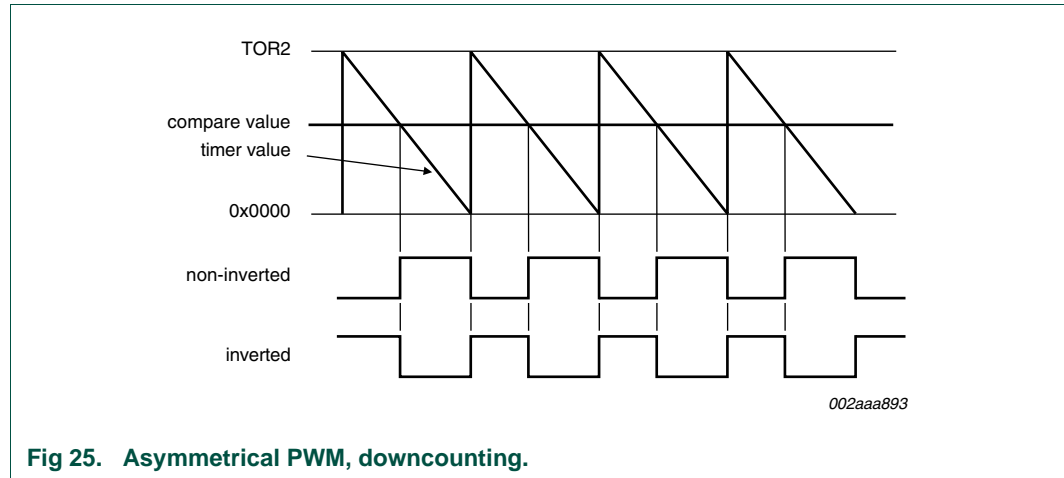 TOR2
compare value
timer value
0x0000
non-inverted
inverted
002aaa893
Fig 25. Asymmetrical PWM, downcounting.